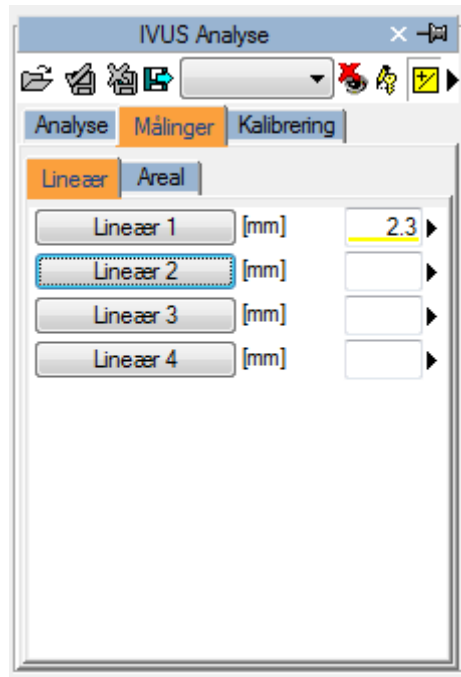 IVUS Analyse
Analyse Målinger Kalibrering
Lineær Areal
Lineær 1 [mm] 2.3
Lineær 2 [mm]
Lineær 3 [mm]
Lineær 4 [mm]